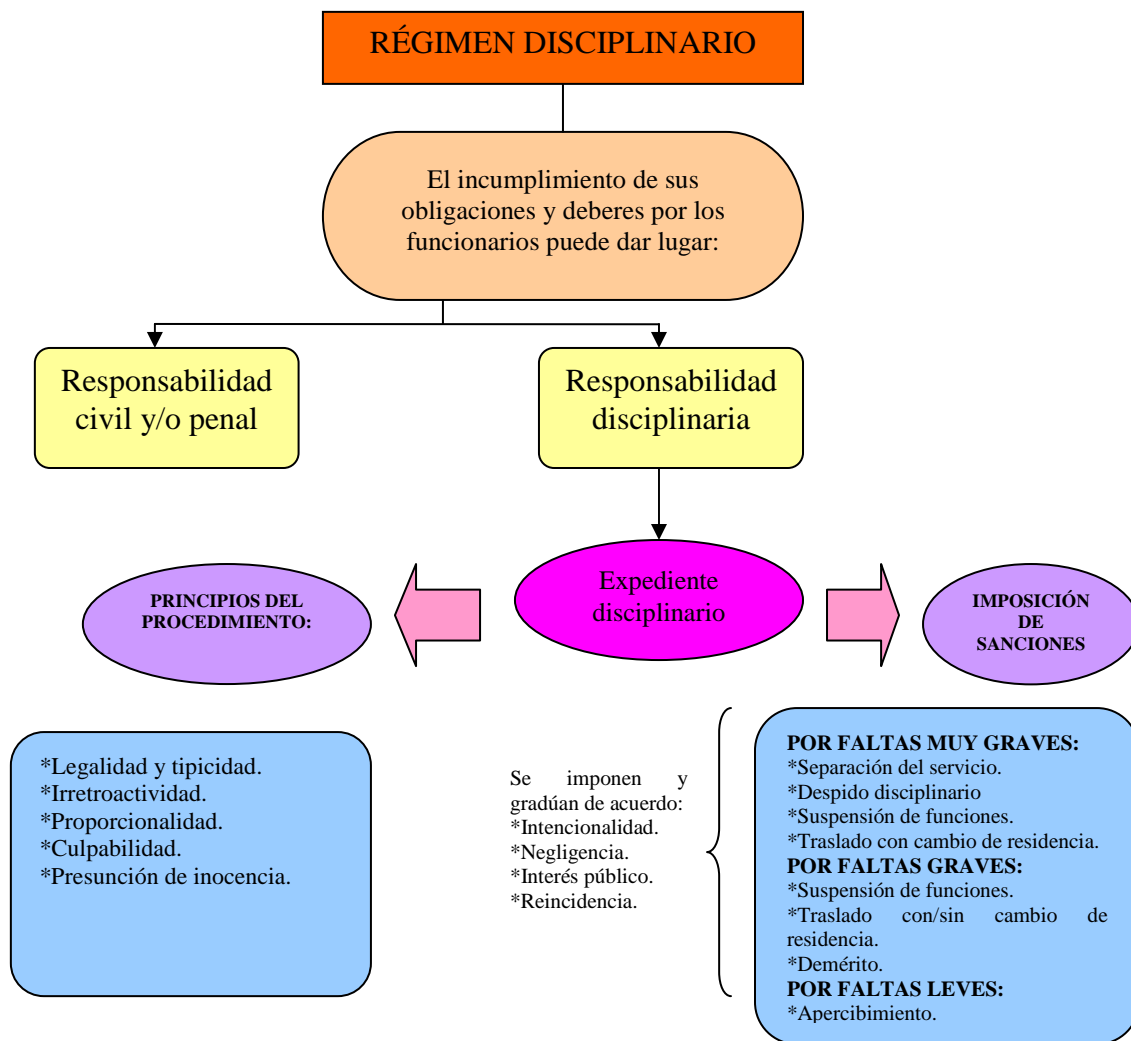 RÉGIMEN DISCIPLINARIO
El incumplimiento de sus
obligaciones y deberes por los
funcionarios puede dar lugar:
Responsabilidad
civil y/o penal
Responsabilidad
disciplinaria
Expediente
disciplinario
PRINCIPIOS DEL
PROCEDIMIENTO:
IMPOSICIÓN
DE
SANCIONES
*Legalidad y tipicidad.
*Irretroactividad.
*Proporcionalidad.
*Culpabilidad.
*Presunción de inocencia.
Se imponen y
gradúan de acuerdo:
*Intencionalidad.
*Negligencia.
*Interés público.
*Reincidencia.
POR FALTAS MUY GRAVES:
*Separación del servicio.
*Despido disciplinario
*Suspensión de funciones.
*Traslado con cambio de residencia.
POR FALTAS GRAVES:
*Suspensión de funciones.
*Traslado con/sin cambio de
residencia.
*Demérito.
POR FALTAS LEVES:
*Apercibimiento.